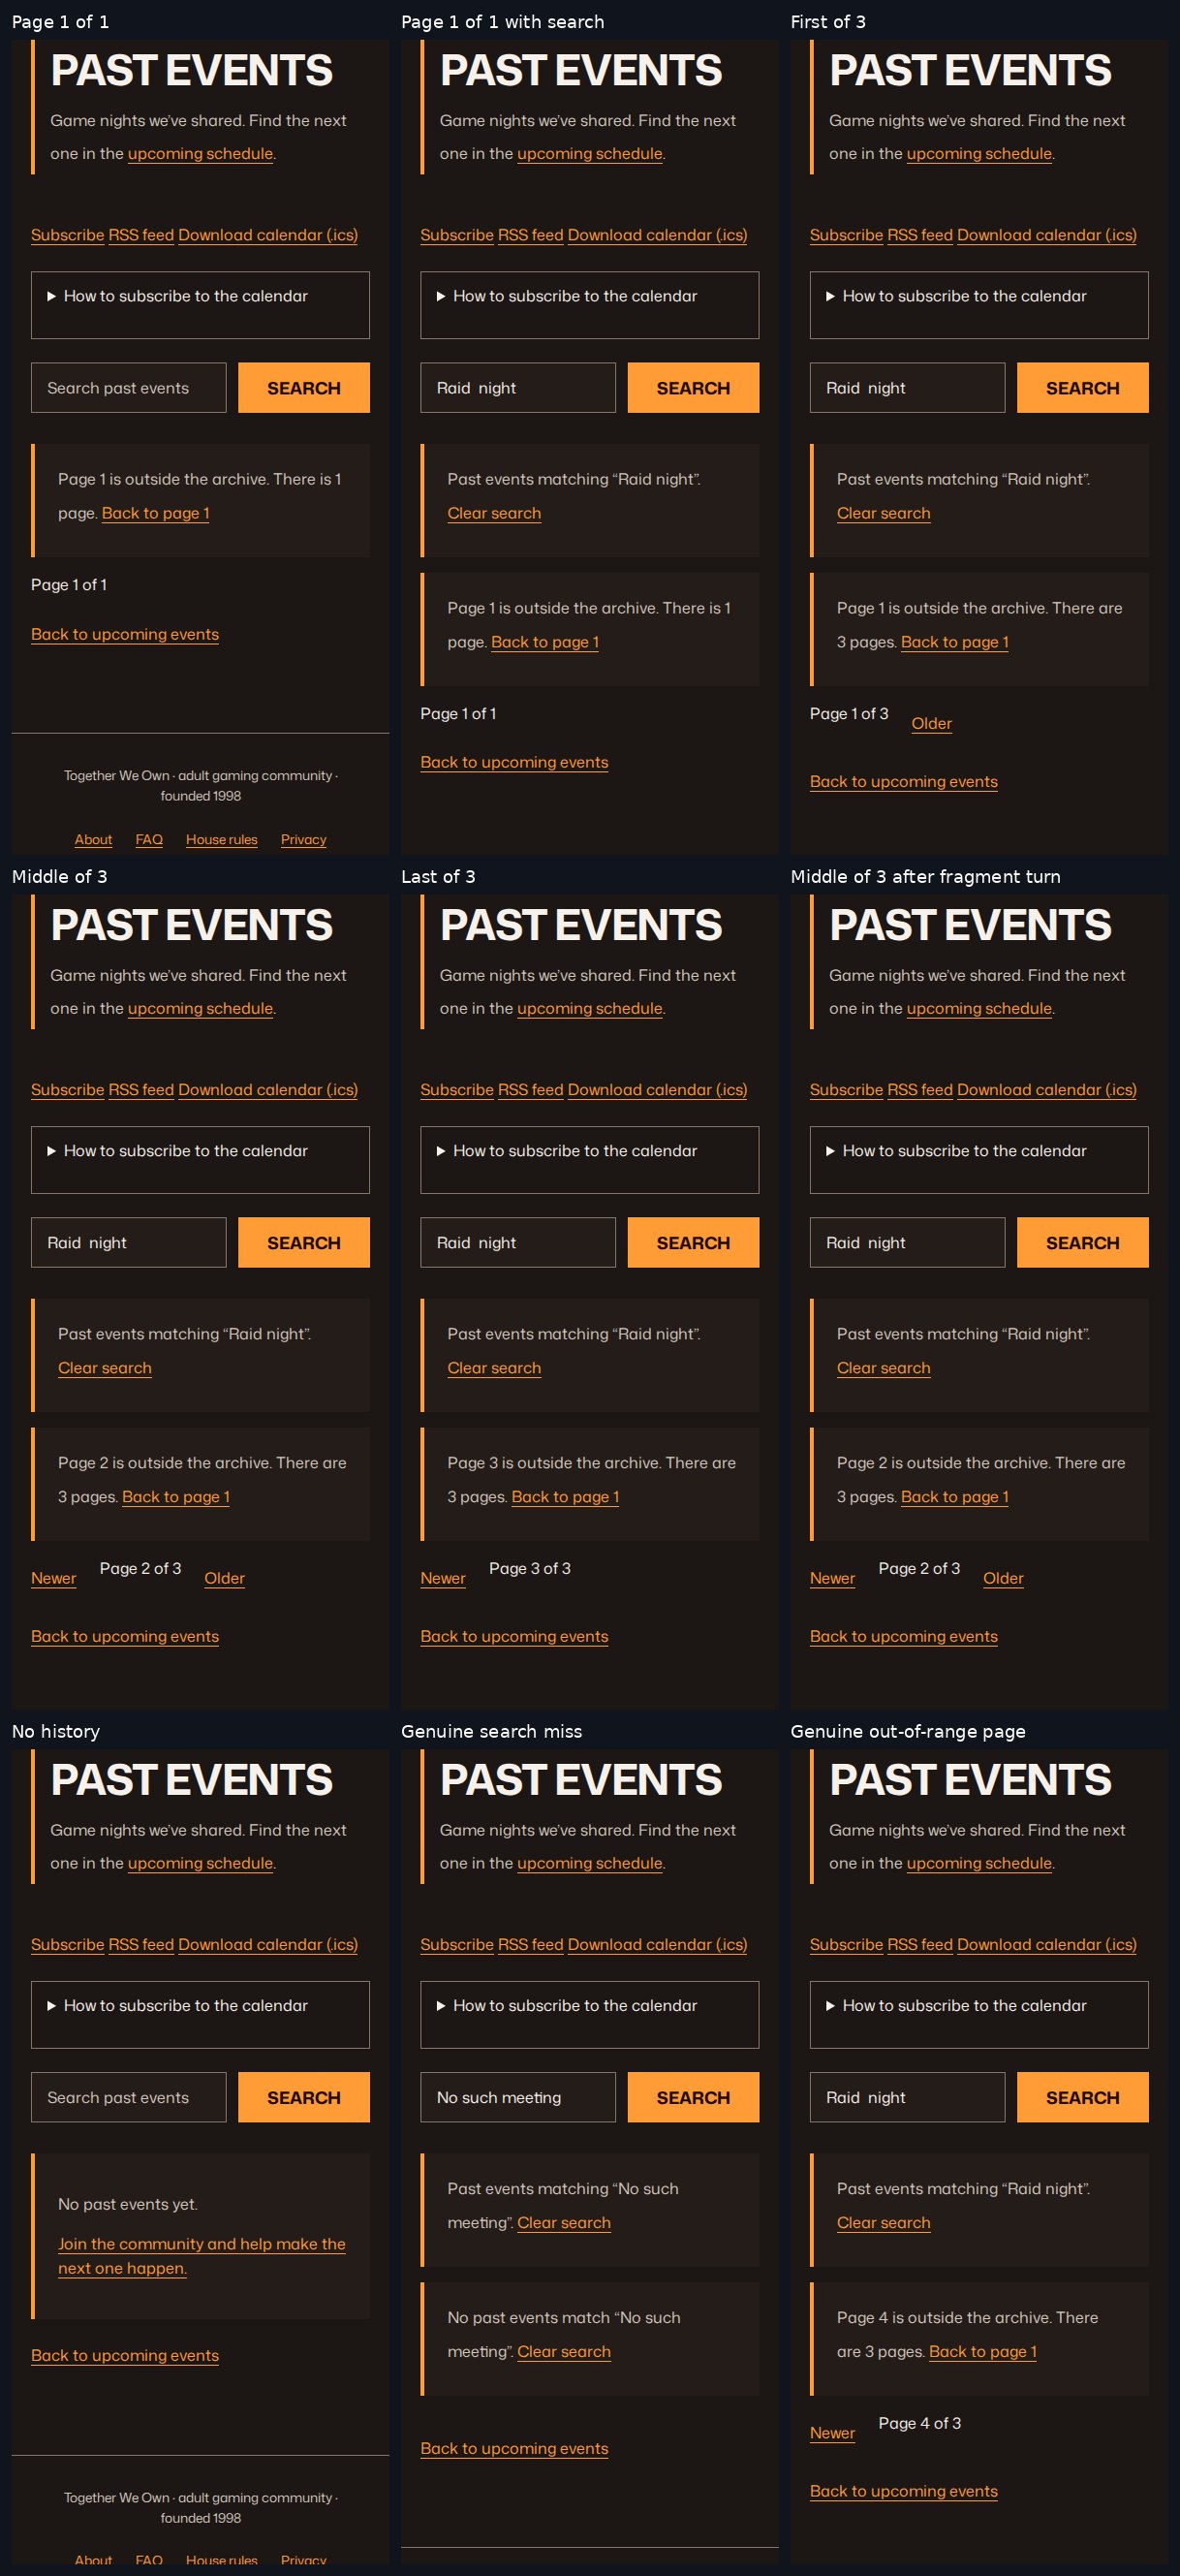 Page 1 of 1
PAST EVENTS
Game nights we’ve shared. Find the next
one in the upcoming schedule.
Subscribe RSS feed Download calendar (.ics)
▶ How to subscribe to the calendar
Search past events
SEARCH
Page 1 is outside the archive. There is 1
page. Back to page 1
Page 1 of 1
Back to upcoming events
Together We Own · adult gaming community ·
founded 1998
About FAQ House rules Privacy
Page 1 of 1 with search
PAST EVENTS
Game nights we’ve shared. Find the next
one in the upcoming schedule.
Subscribe RSS feed Download calendar (.ics)
▶ How to subscribe to the calendar
Raid  night
SEARCH
Past events matching “Raid night”.
Clear search
Page 1 is outside the archive. There is 1
page. Back to page 1
Page 1 of 1
Back to upcoming events
First of 3
PAST EVENTS
Game nights we’ve shared. Find the next
one in the upcoming schedule.
Subscribe RSS feed Download calendar (.ics)
▶ How to subscribe to the calendar
Raid  night
SEARCH
Past events matching “Raid night”.
Clear search
Page 1 is outside the archive. There are
3 pages. Back to page 1
Page 1 of 3 Older
Back to upcoming events
Middle of 3
PAST EVENTS
Game nights we’ve shared. Find the next
one in the upcoming schedule.
Subscribe RSS feed Download calendar (.ics)
▶ How to subscribe to the calendar
Raid  night
SEARCH
Past events matching “Raid night”.
Clear search
Page 2 is outside the archive. There are
3 pages. Back to page 1
Newer Page 2 of 3 Older
Back to upcoming events
Last of 3
PAST EVENTS
Game nights we’ve shared. Find the next
one in the upcoming schedule.
Subscribe RSS feed Download calendar (.ics)
▶ How to subscribe to the calendar
Raid  night
SEARCH
Past events matching “Raid night”.
Clear search
Page 3 is outside the archive. There are
3 pages. Back to page 1
Newer Page 3 of 3
Back to upcoming events
Middle of 3 after fragment turn
PAST EVENTS
Game nights we’ve shared. Find the next
one in the upcoming schedule.
Subscribe RSS feed Download calendar (.ics)
▶ How to subscribe to the calendar
Raid  night
SEARCH
Past events matching “Raid night”.
Clear search
Page 2 is outside the archive. There are
3 pages. Back to page 1
Newer Page 2 of 3 Older
Back to upcoming events
No history
PAST EVENTS
Game nights we’ve shared. Find the next
one in the upcoming schedule.
Subscribe RSS feed Download calendar (.ics)
▶ How to subscribe to the calendar
Search past events
SEARCH
No past events yet.
Join the community and help make the
next one happen.
Back to upcoming events
Together We Own · adult gaming community ·
founded 1998
About FAQ House rules Privacy
Genuine search miss
PAST EVENTS
Game nights we’ve shared. Find the next
one in the upcoming schedule.
Subscribe RSS feed Download calendar (.ics)
▶ How to subscribe to the calendar
No such meeting
SEARCH
Past events matching “No such
meeting”. Clear search
No past events match “No such
meeting”. Clear search
Back to upcoming events
Genuine out-of-range page
PAST EVENTS
Game nights we’ve shared. Find the next
one in the upcoming schedule.
Subscribe RSS feed Download calendar (.ics)
▶ How to subscribe to the calendar
Raid  night
SEARCH
Past events matching “Raid night”.
Clear search
Page 4 is outside the archive. There
are 3 pages. Back to page 1
Newer Page 4 of 3
Back to upcoming events